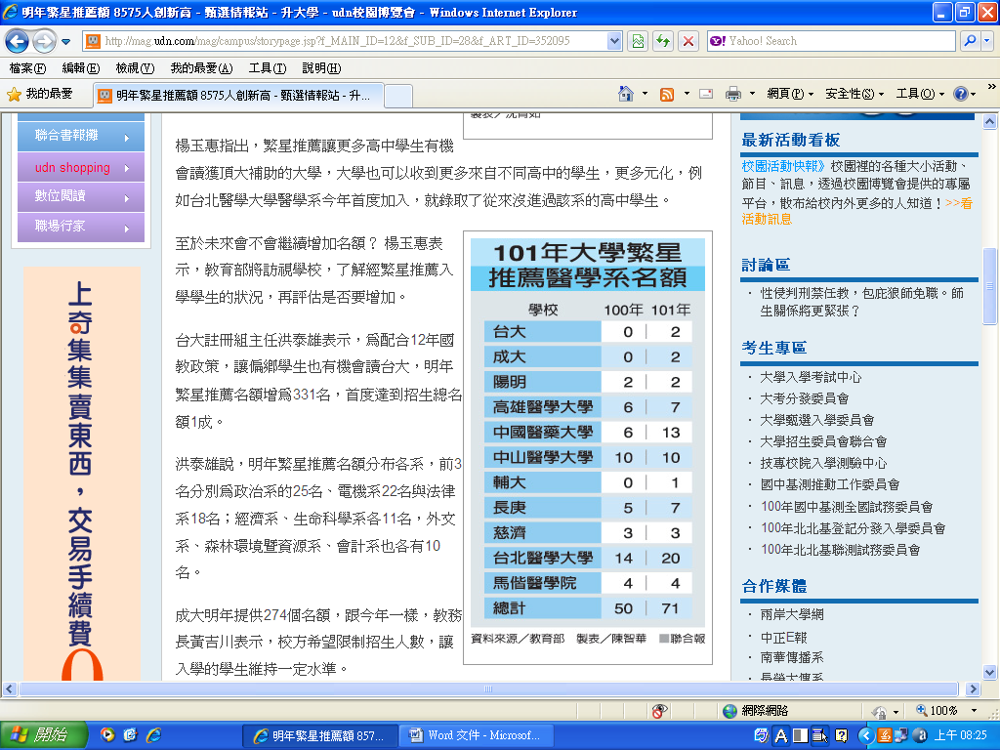 明年繁星推薦額 8575人創新高 - 甄選情報站 - 升大學 - udn校園博覽會 - Windows Internet Explorer
http://mag.udn.com/mag/campus/storypage.jsp?f_MAIN_ID=12&f_SUB_ID=28&f_ART_ID=352095
Yahoo! Search
檔案(F) 編輯(E) 檢視(V) 我的最愛(A) 工具(T) 說明(H)
我的最愛
明年繁星推薦額 8575人創新高 - 甄選情報站 - 升...
網頁(P) 安全性(S) 工具(O)
聯合書報攤
udn shopping
數位閱讀
職場行家
上奇集集賣東西，交易手續費0
楊玉惠指出，繁星推薦讓更多高中學生有機
會讀獲頂大補助的大學，大學也可以收到更多來自不同高中的學生，更多元化，例
如台北醫學大學醫學系今年首度加入，就錄取了從來沒進過該系的高中學生。
至於未來會不會繼續增加名額？ 楊玉惠表
示，教育部將訪視學校，了解經繁星推薦入
學學生的狀況，再評估是否要增加。
台大註冊組主任洪泰雄表示，為配合12年國
教政策，讓偏鄉學生也有機會讀台大，明年
繁星推薦名額增為331名，首度達到招生總名
額1成。
洪泰雄說，明年繁星推薦名額分布各系，前3
名分別為政治系的25名、電機系22名與法律
系18名；經濟系、生命科學系各11名，外文
系、森林環境暨資源系、會計系也各有10
名。
成大明年提供274個名額，跟今年一樣，教務
長黃吉川表示，校方希望限制招生人數，讓
入學的學生維持一定水準。
101年大學繁星
推薦醫學系名額
學校 100年 101年
台大 0 2
成大 0 2
陽明 2 2
高雄醫學大學 6 7
中國醫藥大學 6 13
中山醫學大學 10 10
輔大 0 1
長庚 5 7
慈濟 3 3
台北醫學大學 14 20
馬偕醫學院 4 4
總計 50 71
資料來源／教育部 製表／陳智華 ■聯合報
最新活動看板
校園活動快報》校園裡的各種大小活動、
節目、訊息，透過校園博覽會提供的專屬
平台，散布給校內外更多的人知道！>>看
活動訊息
討論區
‧ 性侵判刑禁任教，包庇狼師免職。師
生關係將更緊張？
考生專區
‧ 大學入學考試中心
‧ 大考分發委員會
‧ 大學甄選入學委員會
‧ 大學招生委員會聯合會
‧ 技專校院入學測驗中心
‧ 國中基測推動工作委員會
‧ 100年國中基測全國試務委員會
‧ 100年北北基登記分發入學委員會
‧ 100年北北基聯測試務委員會
合作媒體
‧ 兩岸大學網
‧ 中正E報
‧ 南華傳播系
網際網路
100%
開始
明年繁星推薦額 857...
Word 文件 - Microsof...
上午 08:25